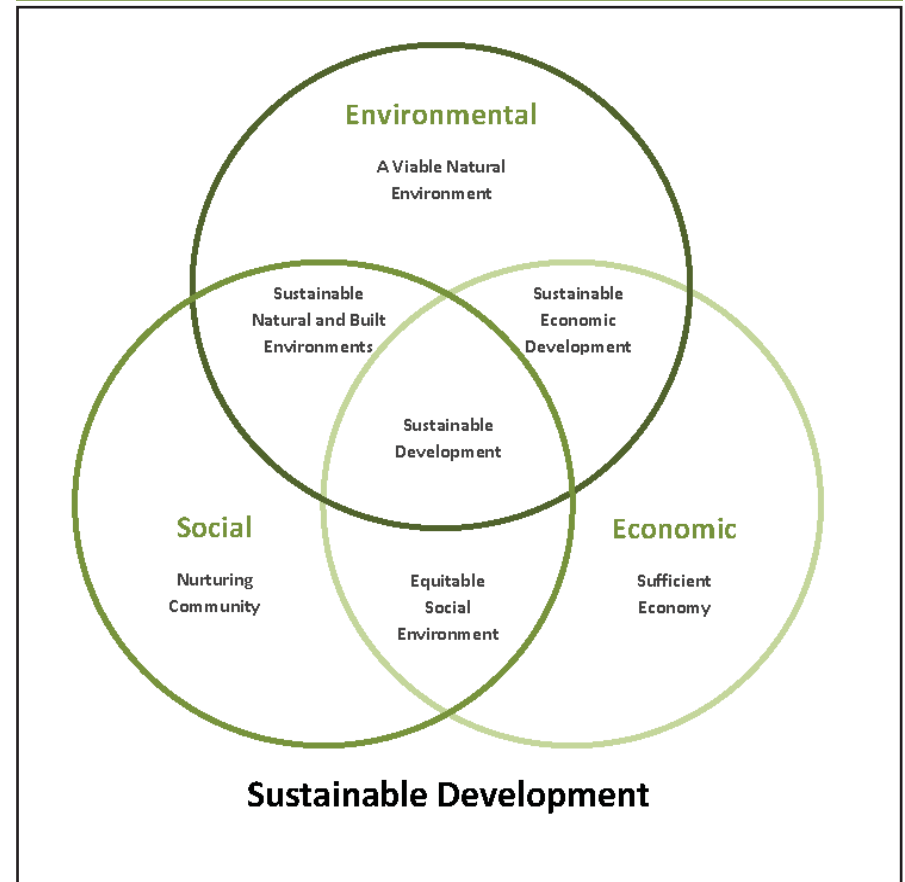 Environmental
A Viable Natural
Environment
Sustainable
Natural and Built
Environments
Sustainable
Economic
Development
Sustainable
Development
Social
Nurturing
Community
Equitable
Social
Environment
Economic
Sufficient
Economy
Sustainable Development